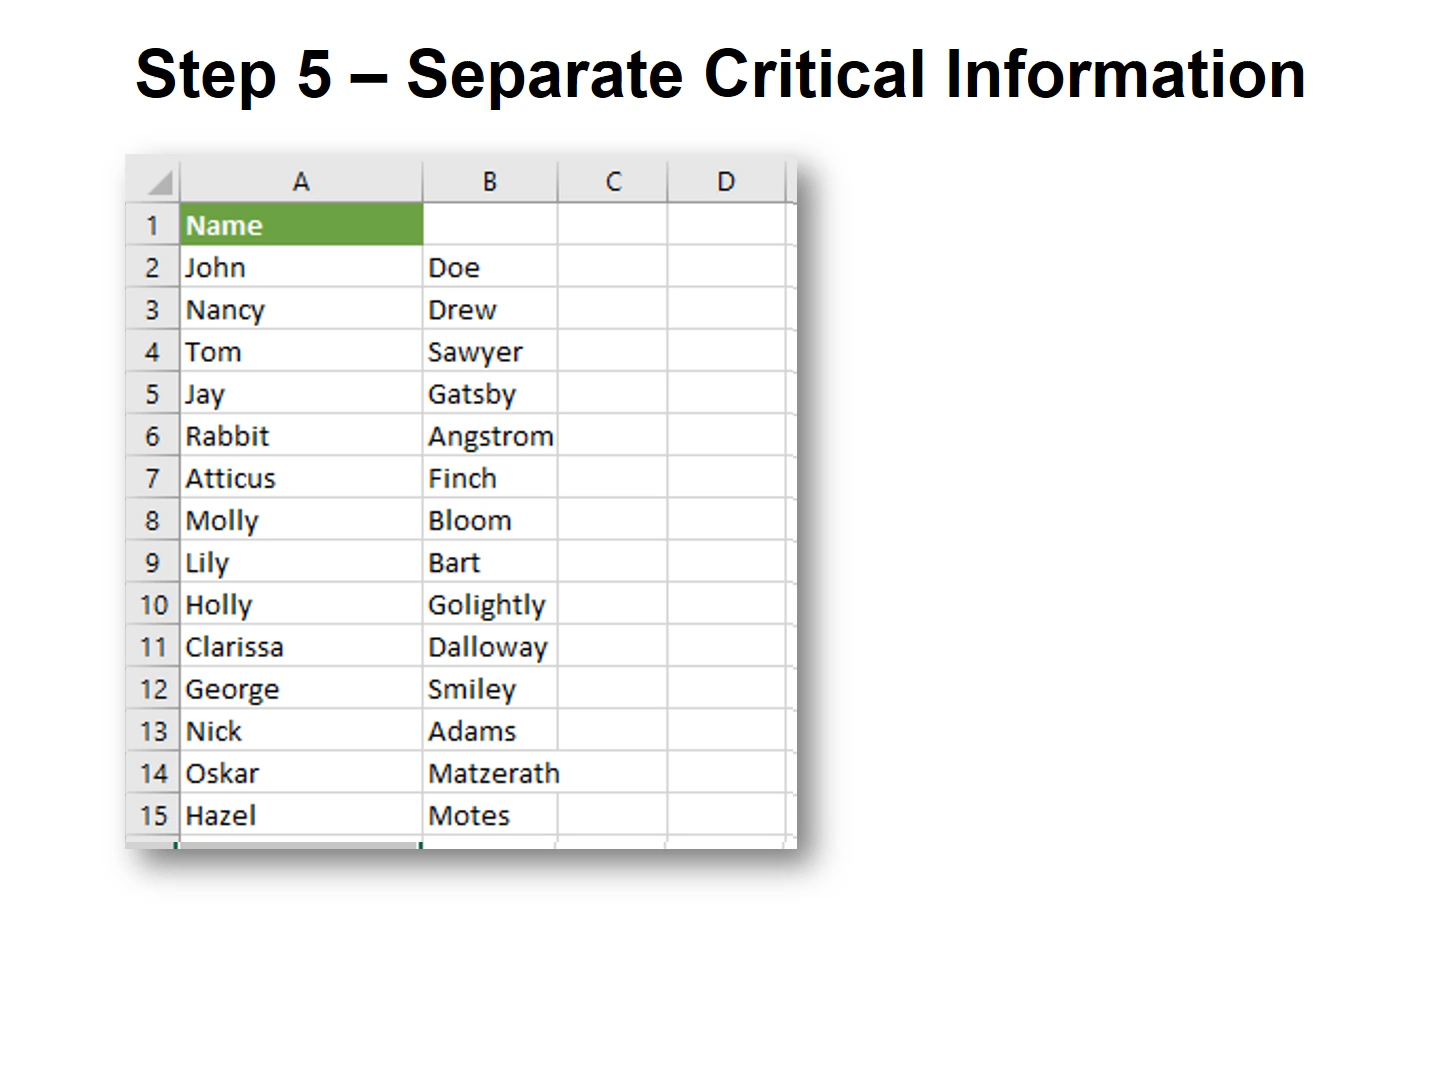 Step 5 – Separate Critical Information
A B C D
1 Name
2 John Doe
3 Nancy Drew
4 Tom Sawyer
5 Jay Gatsby
6 Rabbit Angstrom
7 Atticus Finch
8 Molly Bloom
9 Lily Bart
10 Holly Golightly
11 Clarissa Dalloway
12 George Smiley
13 Nick Adams
14 Oskar Matzerath
15 Hazel Motes